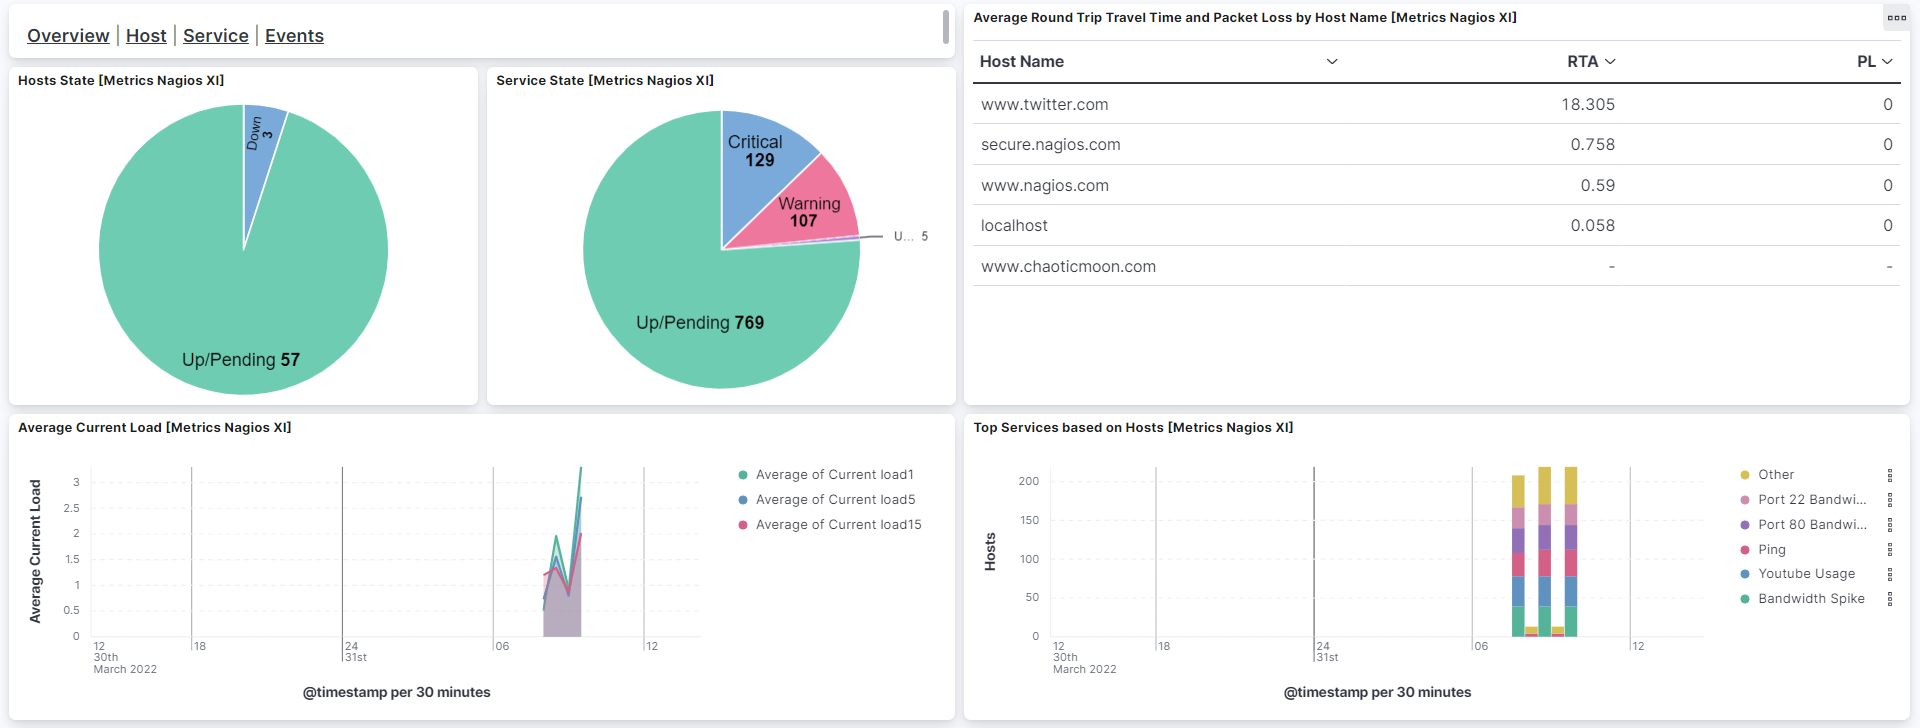 Overview | Host | Service | Events
Hosts State [Metrics Nagios XI]
Down
3
Up/Pending 57
Service State [Metrics Nagios XI]
Critical
129
Warning
107
U... 5
Up/Pending 769
Average Round Trip Travel Time and Packet Loss by Host Name [Metrics Nagios XI]
Host Name RTA PL
www.twitter.com 18.305 0
secure.nagios.com 0.758 0
www.nagios.com 0.59 0
localhost 0.058 0
www.chaoticmoon.com - -
Average Current Load [Metrics Nagios XI]
Average Current Load
3
2.5
2
1.5
1
0.5
0
12 18 24 06 12
30th 31st
March 2022
@timestamp per 30 minutes
Average of Current load1
Average of Current load5
Average of Current load15
Top Services based on Hosts [Metrics Nagios XI]
Hosts
200
150
100
50
0
12 18 24 06 12
30th 31st
March 2022
@timestamp per 30 minutes
Other
Port 22 Bandwi...
Port 80 Bandwi...
Ping
Youtube Usage
Bandwidth Spike